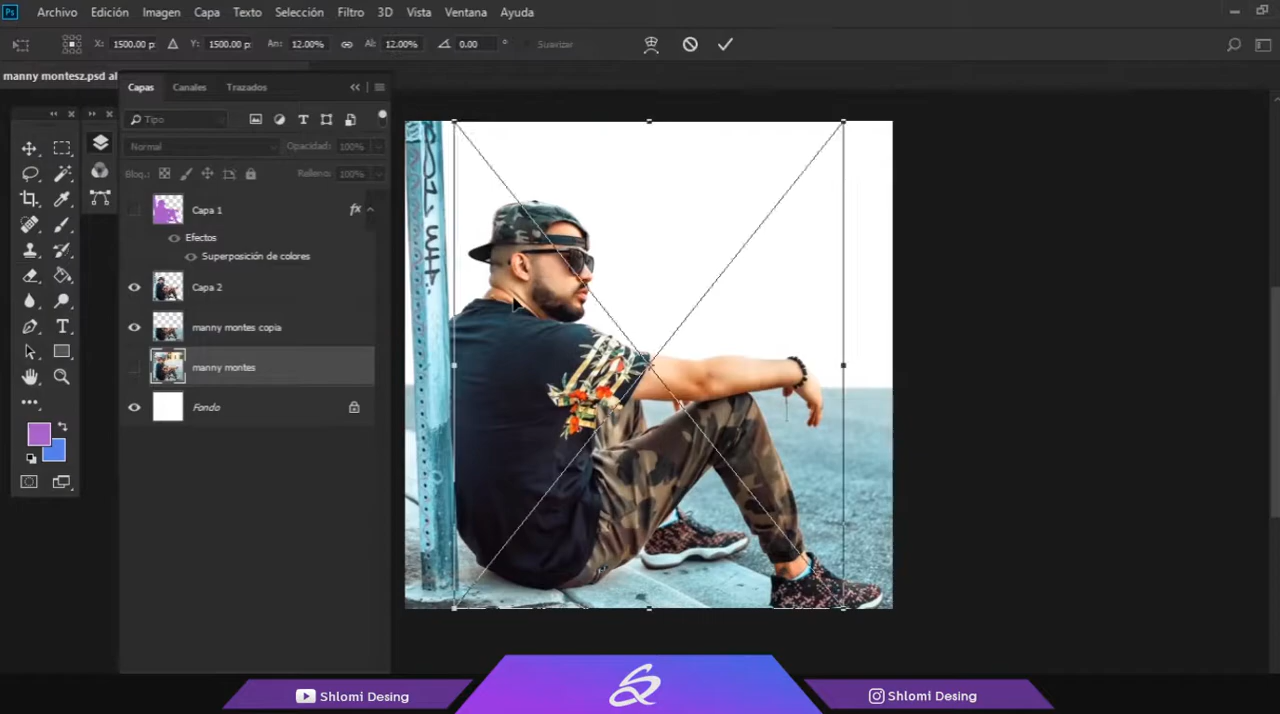 Ps Archivo Edición Imagen Capa Texto Selección Filtro 3D Vista Ventana Ayuda
X: 1500.00 p Y: 1500.00 p An: 12.00% Al: 12.00% 0.00 ° Suavizar
manny montesz.psd al
Capas Canales Trazados
Tipo
Normal Opacidad: 100%
Bloq.: Relleno: 100%
Capa 1 fx
Efectos
Superposición de colores
Capa 2
manny montes copia
manny montes
Fondo
Shlomi Desing
Shlomi Desing